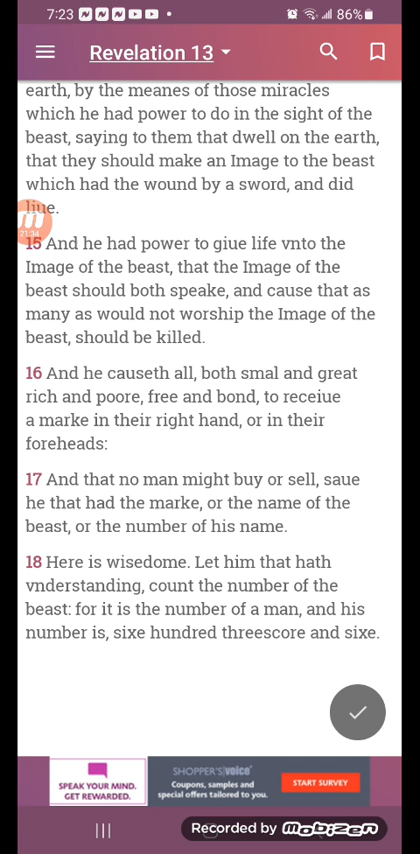 7:23 86%
Revelation 13
earth, by the meanes of those miracles
which he had power to do in the sight of the
beast, saying to them that dwell on the earth,
that they should make an Image to the beast
which had the wound by a sword, and did
liue.
21:34
15 And he had power to giue life vnto the
Image of the beast, that the Image of the
beast should both speake, and cause that as
many as would not worship the Image of the
beast, should be killed.
16 And he causeth all, both smal and great
rich and poore, free and bond, to receiue
a marke in their right hand, or in their
foreheads:
17 And that no man might buy or sell, saue
he that had the marke, or the name of the
beast, or the number of his name.
18 Here is wisedome. Let him that hath
vnderstanding, count the number of the
beast: for it is the number of a man, and his
number is, sixe hundred threescore and sixe.
SPEAK YOUR MIND.
GET REWARDED.
SHOPPER'S voice
Coupons, samples and
special offers tailored to you.
START SURVEY
Recorded by mobizen